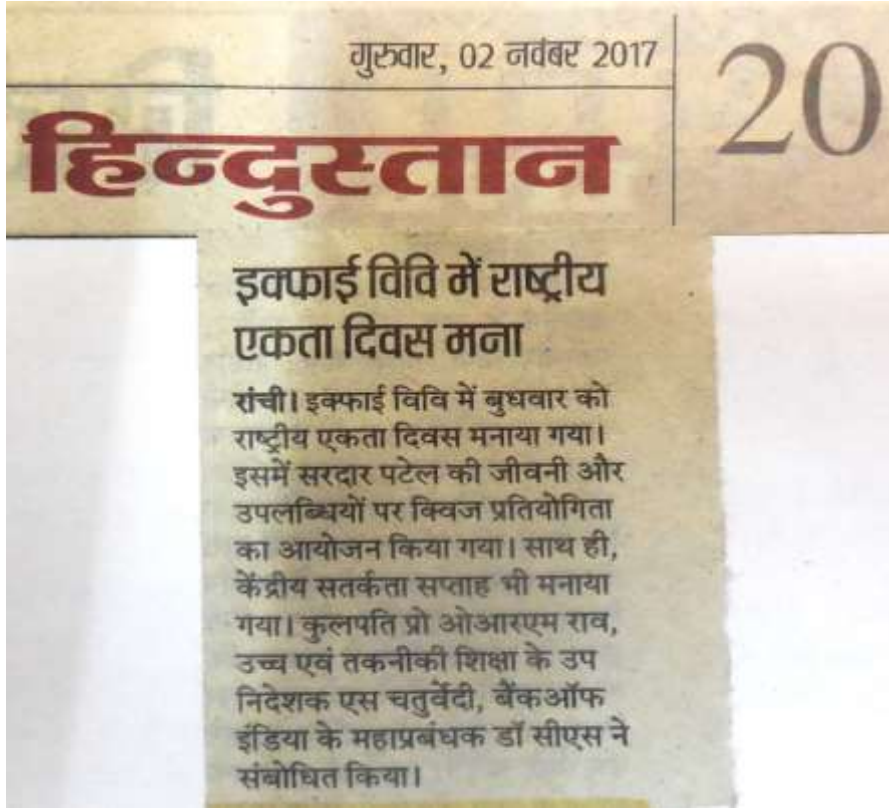 गुरुवार, 02 नवंबर 2017
20
हिन्दुस्तान
इक्फाई विवि में राष्ट्रीय
एकता दिवस मना
रांची। इक्फाई विवि में बुधवार को
राष्ट्रीय एकता दिवस मनाया गया।
इसमें सरदार पटेल की जीवनी और
उपलब्धियों पर क्विज प्रतियोगिता
का आयोजन किया गया। साथ ही,
केंद्रीय सतर्कता सप्ताह भी मनाया
गया। कुलपति प्रो ओआरएम राव,
उच्च एवं तकनीकी शिक्षा के उप
निदेशक एस चतुर्वेदी, बैंकऑफ
इंडिया के महाप्रबंधक डॉ सीएस ने
संबोधित किया।